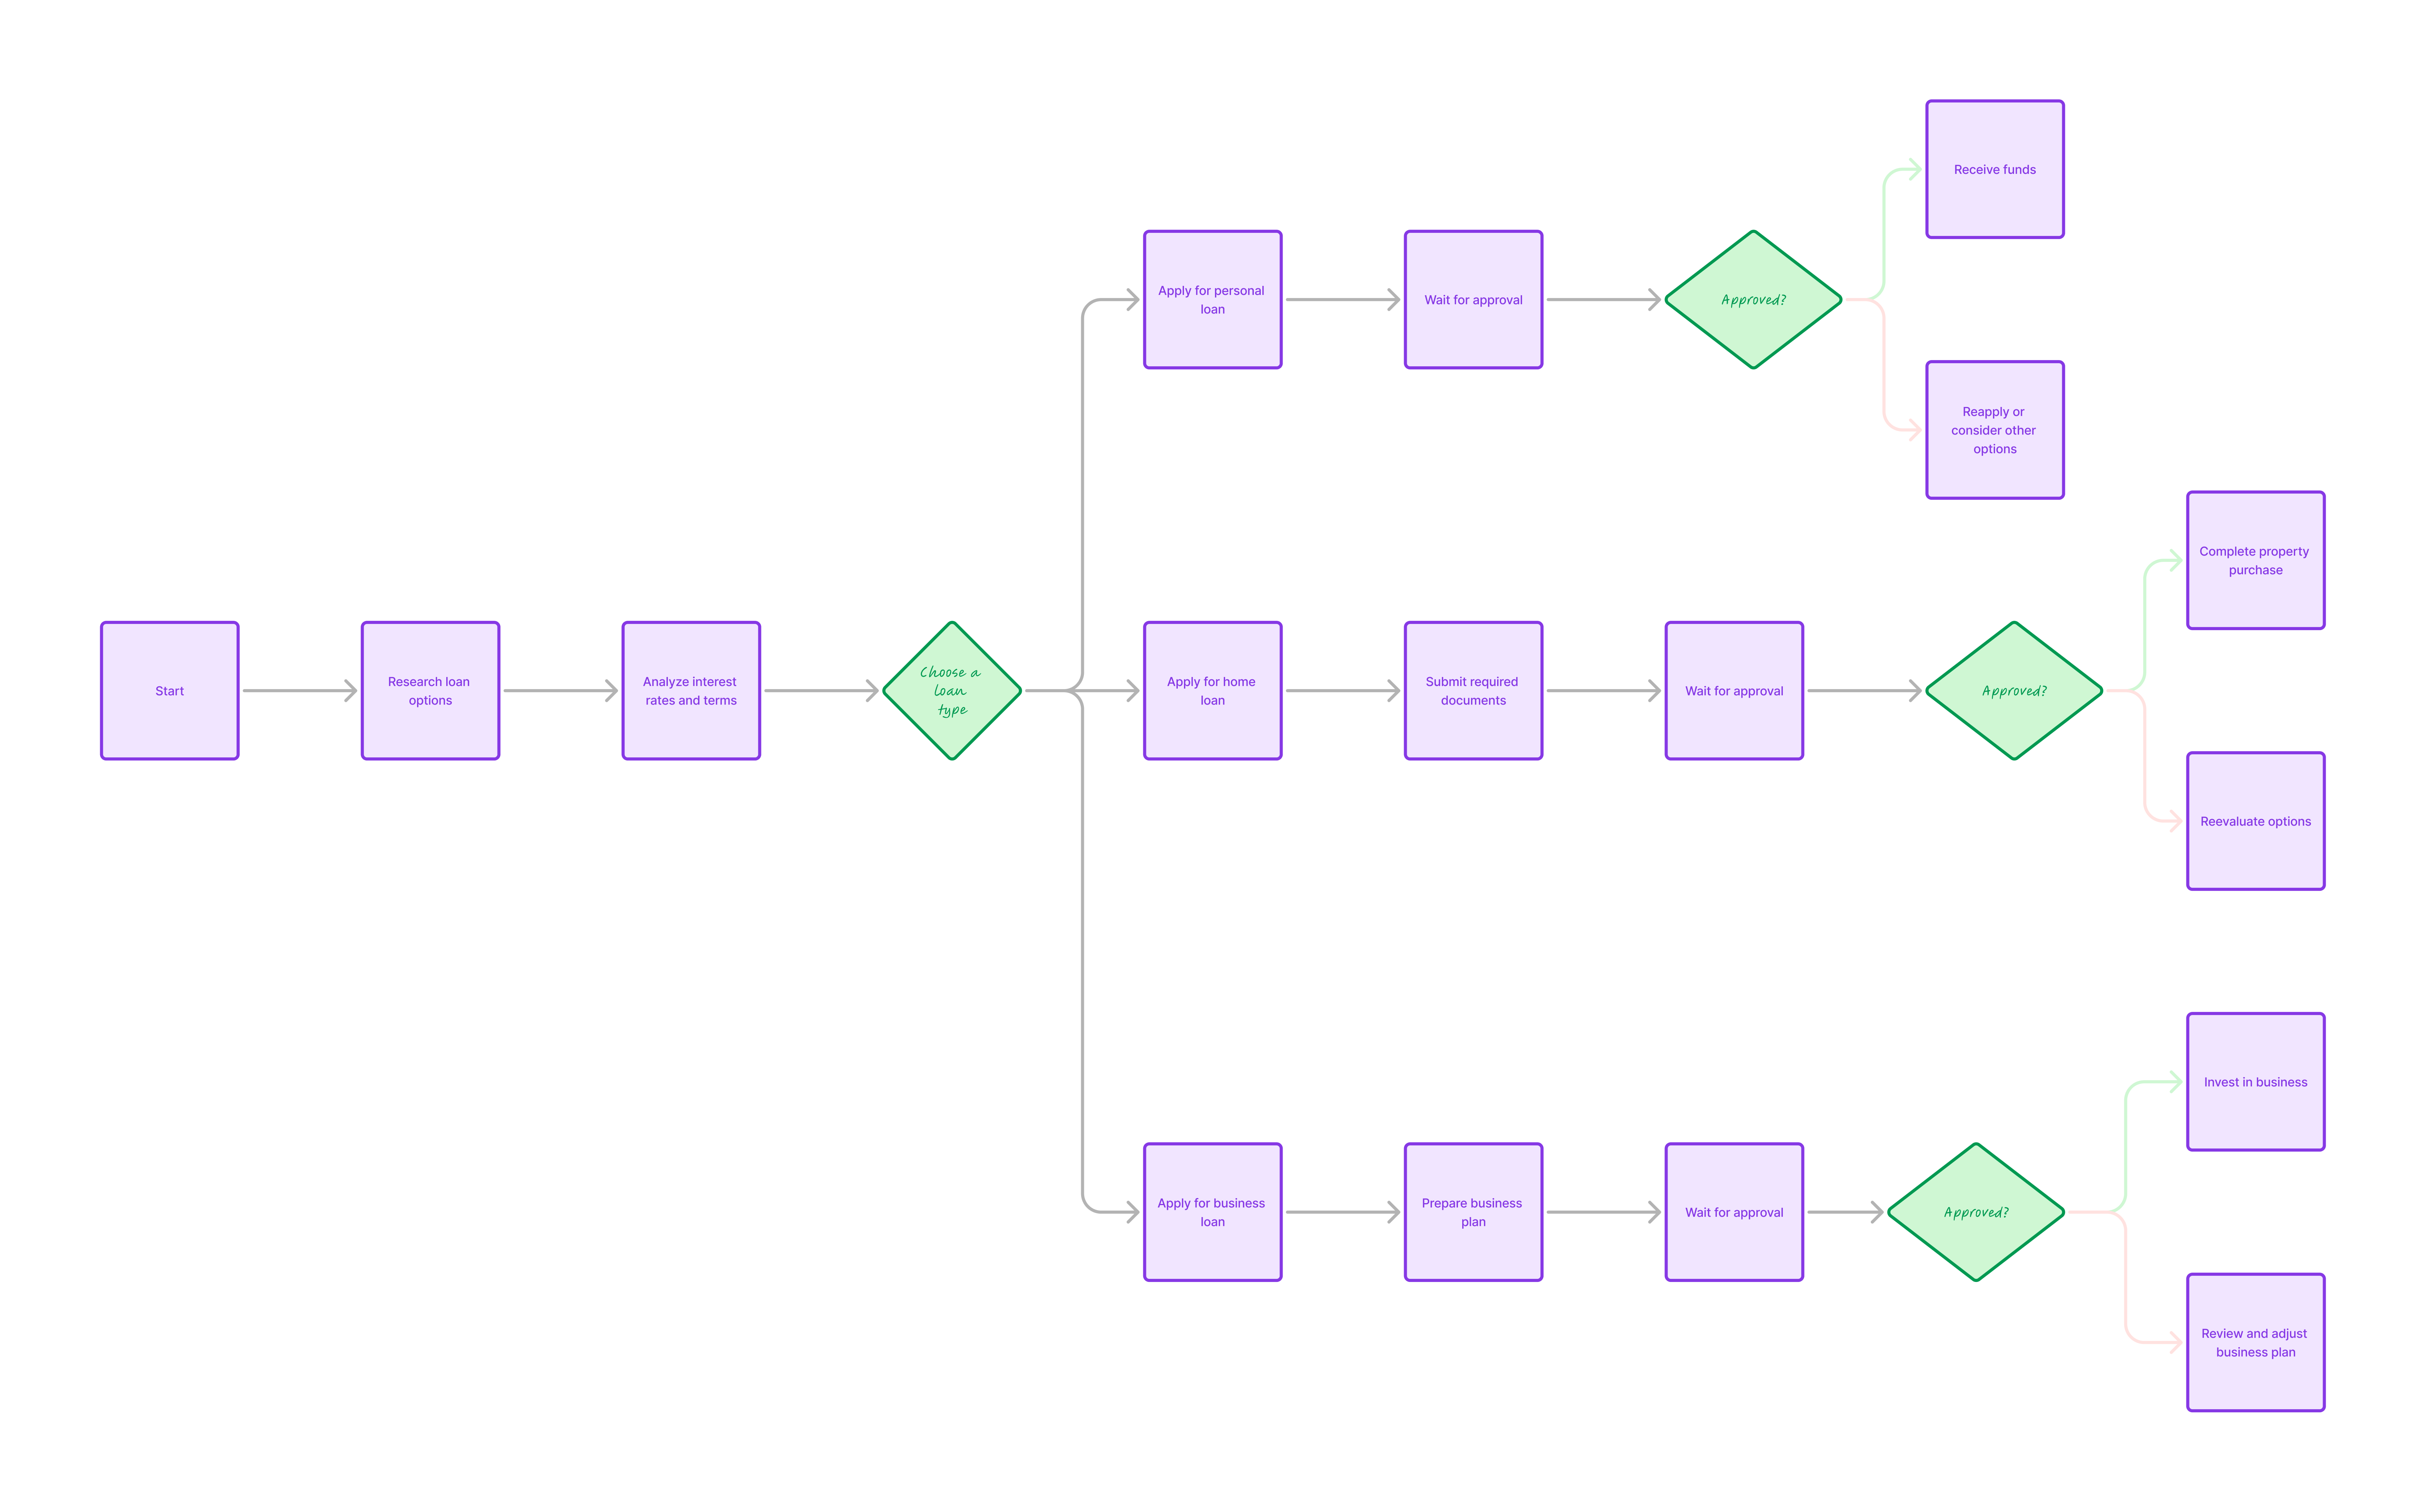 Start
Research loan
options
Analyze interest
rates and terms
Choose a
loan
type
Apply for personal
loan
Wait for approval
Approved?
Receive funds
Reapply or
consider other
options
Apply for home
loan
Submit required
documents
Wait for approval
Approved?
Complete property
purchase
Reevaluate options
Apply for business
loan
Prepare business
plan
Wait for approval
Approved?
Invest in business
Review and adjust
business plan